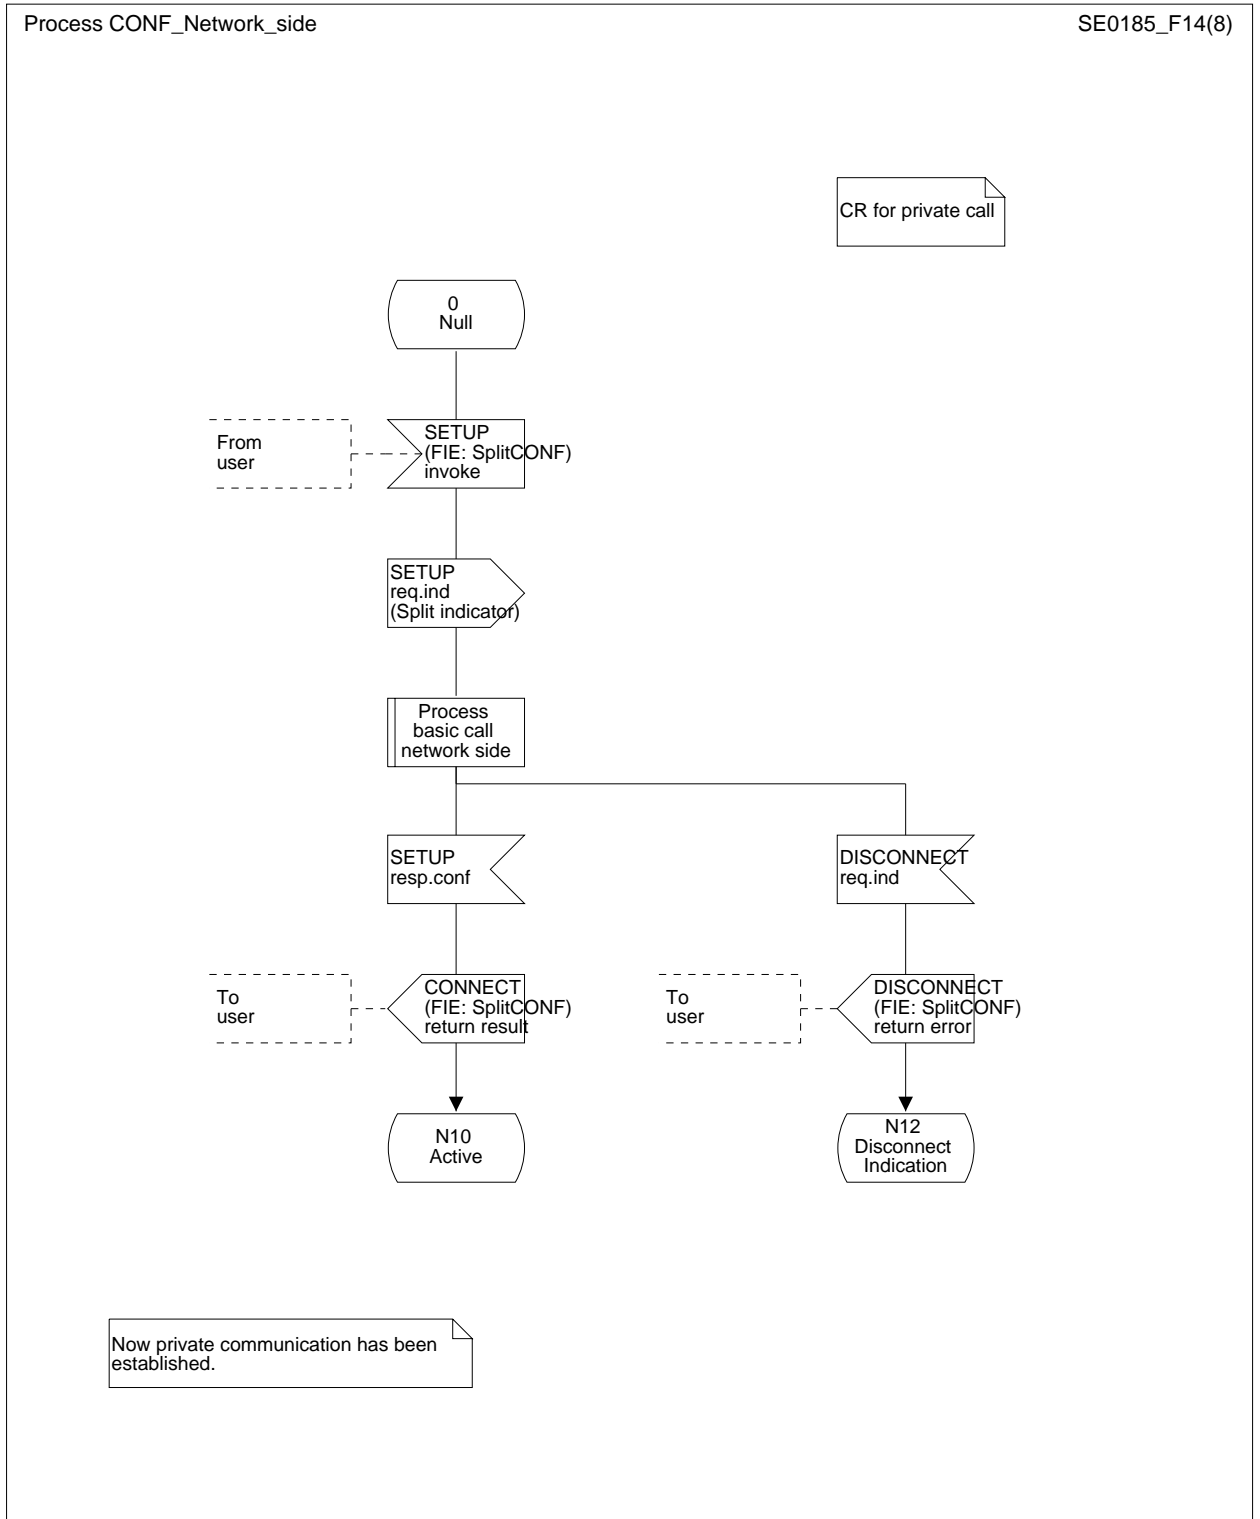 Process CONF_Network_side
SE0185_F14(8)
CR for private call
0
Null
From
user
SETUP
(FIE: SplitCONF)
invoke
SETUP
req.ind
(Split indicator)
Process
basic call
network side
SETUP
resp.conf
DISCONNECT
req.ind
To
user
CONNECT
(FIE: SplitCONF)
return result
To
user
DISCONNECT
(FIE: SplitCONF)
return error
N10
Active
N12
Disconnect
Indication
Now private communication has been
established.